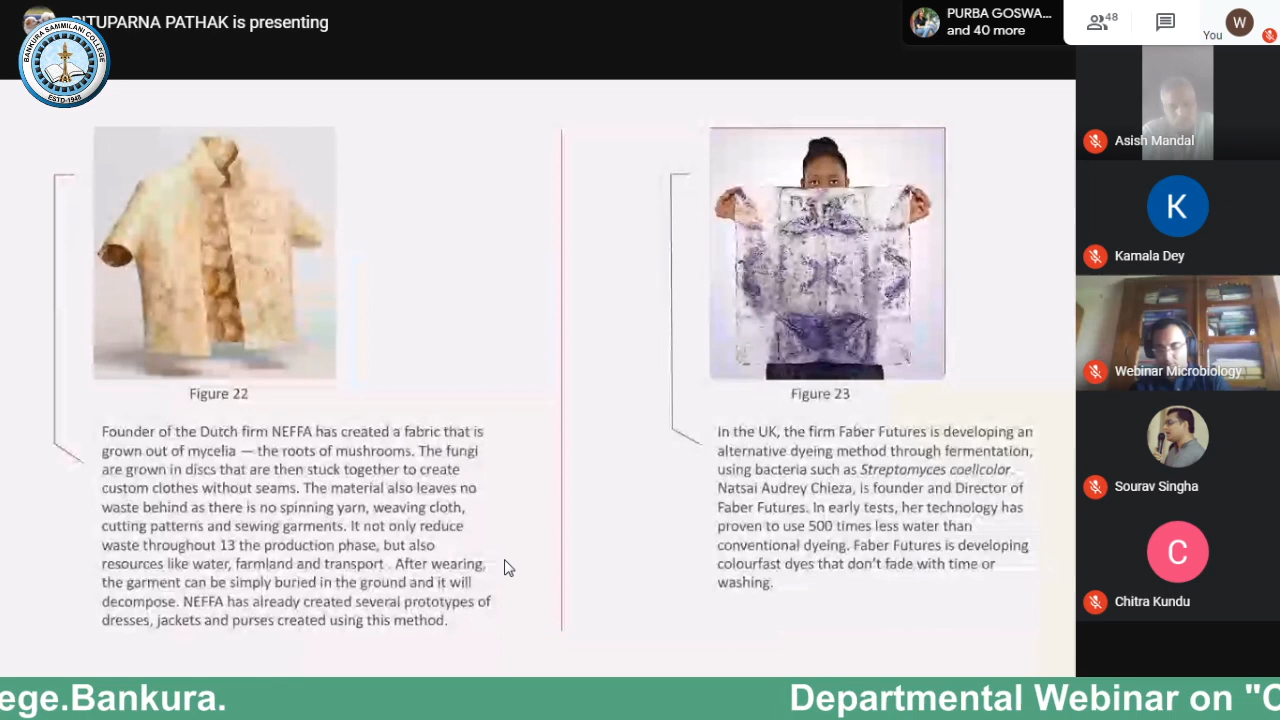 RITUPARNA PATHAK is presenting
BANKURA SAMMILANI COLLEGE
ESTD-1948
PURBA GOSWA...
and 40 more
48
You
W
Asish Mandal
K
Kamala Dey
Webinar Microbiology
Sourav Singha
C
Chitra Kundu
Figure 22
Founder of the Dutch firm NEFFA has created a fabric that is
grown out of mycelia — the roots of mushrooms. The fungi
are grown in discs that are then stuck together to create
custom clothes without seams. The material also leaves no
waste behind as there is no spinning yarn, weaving cloth,
cutting patterns and sewing garments. It not only reduce
waste throughout 13 the production phase, but also
resources like water, farmland and transport . After wearing,
the garment can be simply buried in the ground and it will
decompose. NEFFA has already created several prototypes of
dresses, jackets and purses created using this method.
Figure 23
In the UK, the firm Faber Futures is developing an
alternative dyeing method through fermentation,
using bacteria such as Streptomyces coelicolor.
Natsai Audrey Chieza, is founder and Director of
Faber Futures. In early tests, her technology has
proven to use 500 times less water than
conventional dyeing. Faber Futures is developing
colourfast dyes that don't fade with time or
washing.
ege.Bankura.
Departmental Webinar on "C